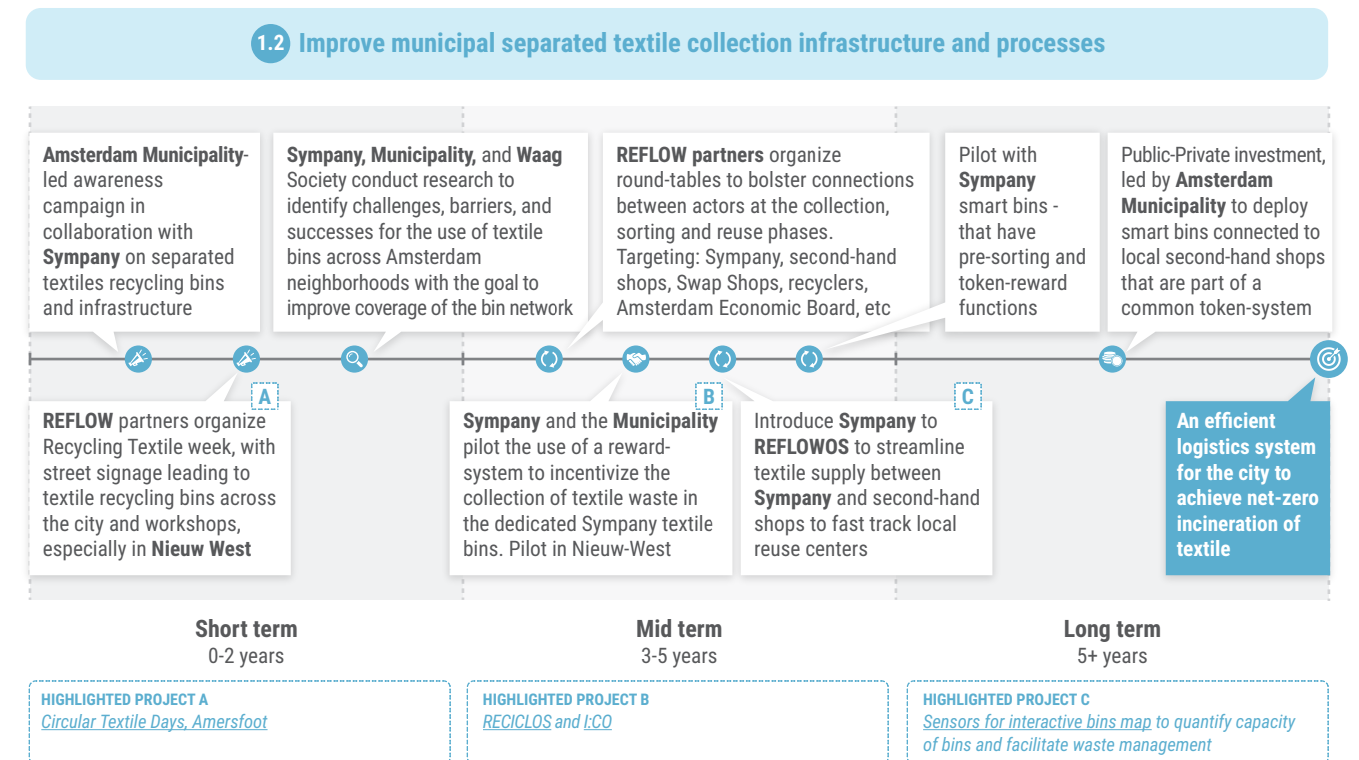 1.2 Improve municipal separated textile collection infrastructure and processes
Amsterdam Municipality-
led awareness
campaign in
collaboration with
Sympany on separated
textiles recycling bins
and infrastructure
Sympany, Municipality, and Waag
Society conduct research to
identify challenges, barriers, and
successes for the use of textile
bins across Amsterdam
neighborhoods with the goal to
improve coverage of the bin network
REFLOW partners organize
round-tables to bolster connections
between actors at the collection,
sorting and reuse phases.
Targeting: Sympany, second-hand
shops, Swap Shops, recyclers,
Amsterdam Economic Board, etc
Pilot with
Sympany
smart bins -
that have
pre-sorting and
token-reward
functions
Public-Private investment,
led by Amsterdam
Municipality to deploy
smart bins connected to
local second-hand shops
that are part of a
common token-system
A
REFLOW partners organize
Recycling Textile week, with
street signage leading to
textile recycling bins across
the city and workshops,
especially in Nieuw West
B
Sympany and the Municipality
pilot the use of a reward-
system to incentivize the
collection of textile waste in
the dedicated Sympany textile
bins. Pilot in Nieuw-West
C
Introduce Sympany to
REFLOWOS to streamline
textile supply between
Sympany and second-hand
shops to fast track local
reuse centers
An efficient
logistics system
for the city to
achieve net-zero
incineration of
textile
Short term
0-2 years
Mid term
3-5 years
Long term
5+ years
HIGHLIGHTED PROJECT A
Circular Textile Days, Amersfoot
HIGHLIGHTED PROJECT B
RECICLOS and I:CO
HIGHLIGHTED PROJECT C
Sensors for interactive bins map to quantify capacity
of bins and facilitate waste management